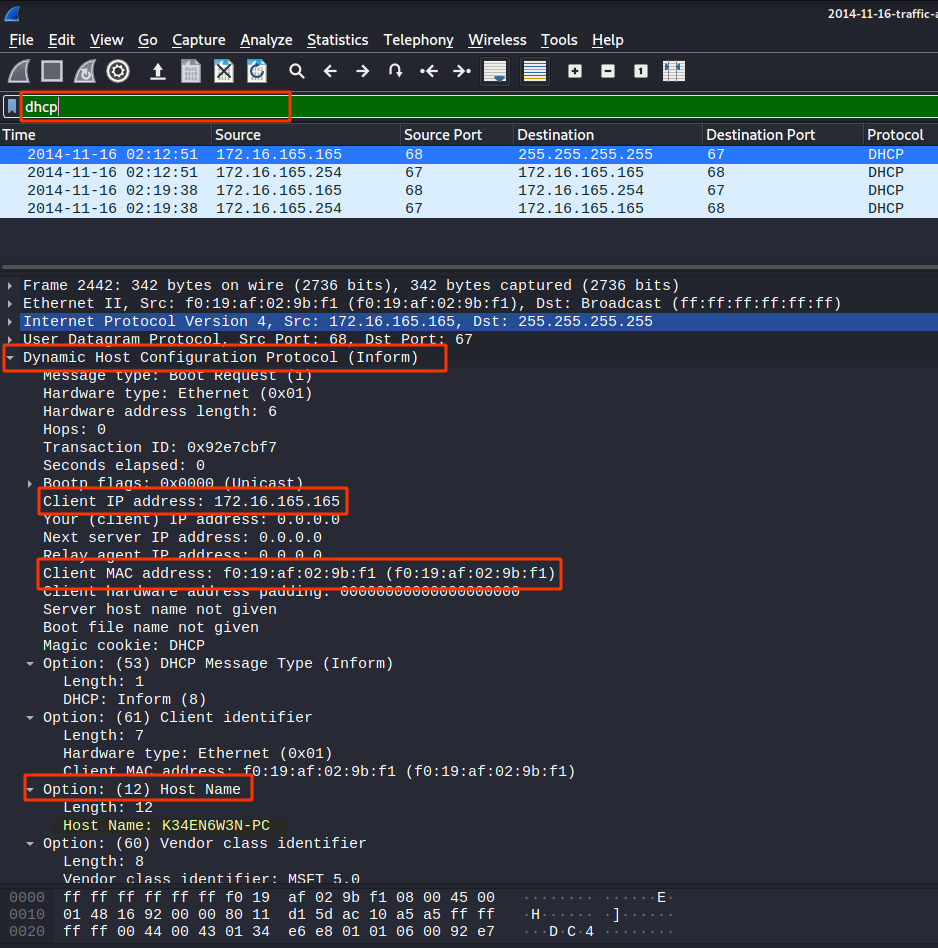 2014-11-16-traffic-a
File Edit View Go Capture Analyze Statistics Telephony Wireless Tools Help
dhcp
Time Source Source Port Destination Destination Port Protocol
2014-11-16 02:12:51 172.16.165.165 68 255.255.255.255 67 DHCP
2014-11-16 02:12:51 172.16.165.254 67 172.16.165.165 68 DHCP
2014-11-16 02:19:38 172.16.165.165 68 172.16.165.254 67 DHCP
2014-11-16 02:19:38 172.16.165.254 67 172.16.165.165 68 DHCP
Frame 2442: 342 bytes on wire (2736 bits), 342 bytes captured (2736 bits)
Ethernet II, Src: f0:19:af:02:9b:f1 (f0:19:af:02:9b:f1), Dst: Broadcast (ff:ff:ff:ff:ff:ff)
Internet Protocol Version 4, Src: 172.16.165.165, Dst: 255.255.255.255
User Datagram Protocol, Src Port: 68, Dst Port: 67
Dynamic Host Configuration Protocol (Inform)
Message type: Boot Request (1)
Hardware type: Ethernet (0x01)
Hardware address length: 6
Hops: 0
Transaction ID: 0x92e7cbf7
Seconds elapsed: 0
Bootp flags: 0x0000 (Unicast)
Client IP address: 172.16.165.165
Your (client) IP address: 0.0.0.0
Next server IP address: 0.0.0.0
Relay agent IP address: 0.0.0.0
Client MAC address: f0:19:af:02:9b:f1 (f0:19:af:02:9b:f1)
Client hardware address padding: 00000000000000000000
Server host name not given
Boot file name not given
Magic cookie: DHCP
Option: (53) DHCP Message Type (Inform)
Length: 1
DHCP: Inform (8)
Option: (61) Client identifier
Length: 7
Hardware type: Ethernet (0x01)
Client MAC address: f0:19:af:02:9b:f1 (f0:19:af:02:9b:f1)
Option: (12) Host Name
Length: 12
Host Name: K34EN6W3N-PC
Option: (60) Vendor class identifier
Length: 8
Vendor class identifier: MSFT 5.0
0000 ff ff ff ff ff ff f0 19 af 02 9b f1 08 00 45 00 ········ ······E·
0010 01 48 16 92 00 00 80 11 d1 5d ac 10 a5 a5 ff ff ·H······ ·]······
0020 ff ff 00 44 00 43 01 34 e6 e8 01 01 06 00 92 e7 ···D·C·4 ········